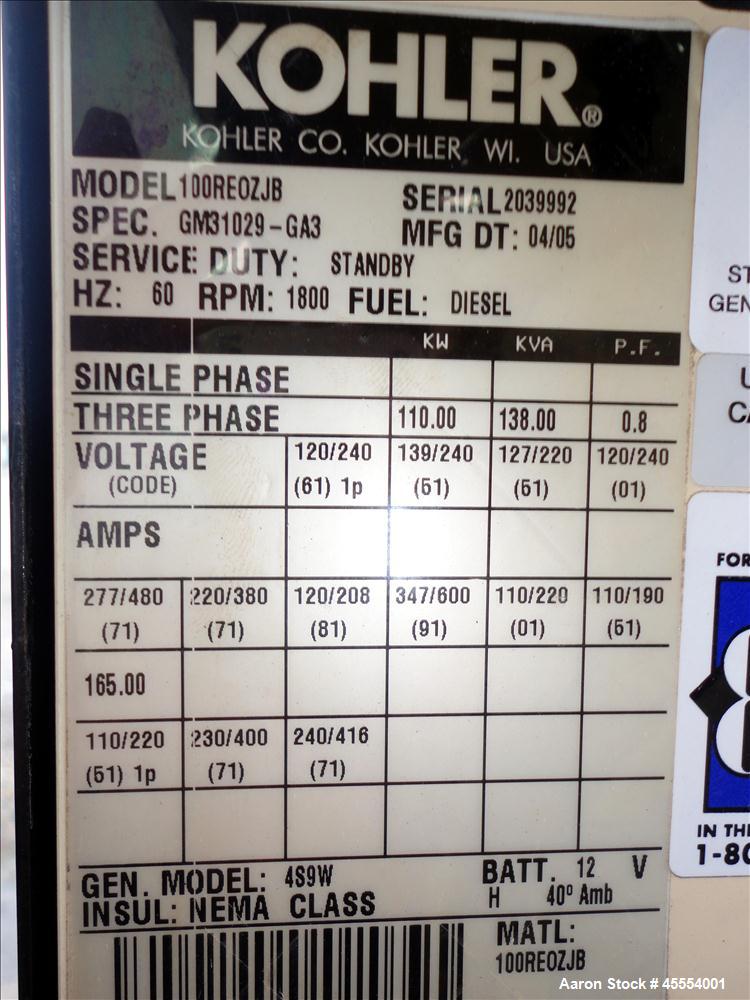 KOHLER®
KOHLER CO. KOHLER WI. USA
MODEL 100REOZJB SERIAL 2039992
SPEC. GM31029-GA3 MFG DT: 04/05
SERVICE DUTY: STANDBY
HZ: 60 RPM: 1800 FUEL: DIESEL
KW KVA P.F.
SINGLE PHASE
THREE PHASE 110.00 138.00 0.8
VOLTAGE 120/240 139/240 127/220 120/240
(CODE) (61) 1p (51) (51) (01)
AMPS
277/480 220/380 120/208 347/600 110/220 110/190
(71) (71) (81) (91) (01) (51)
165.00
110/220 230/400 240/416
(51) 1p (71) (71)
GEN. MODEL: 4S9W BATT. 12 V
INSUL: NEMA CLASS H 40º Amb
MATL:
100REOZJB
ST
GEN
U
CA
FOR
8
IN THE
1-80
Aaron Stock # 45554001